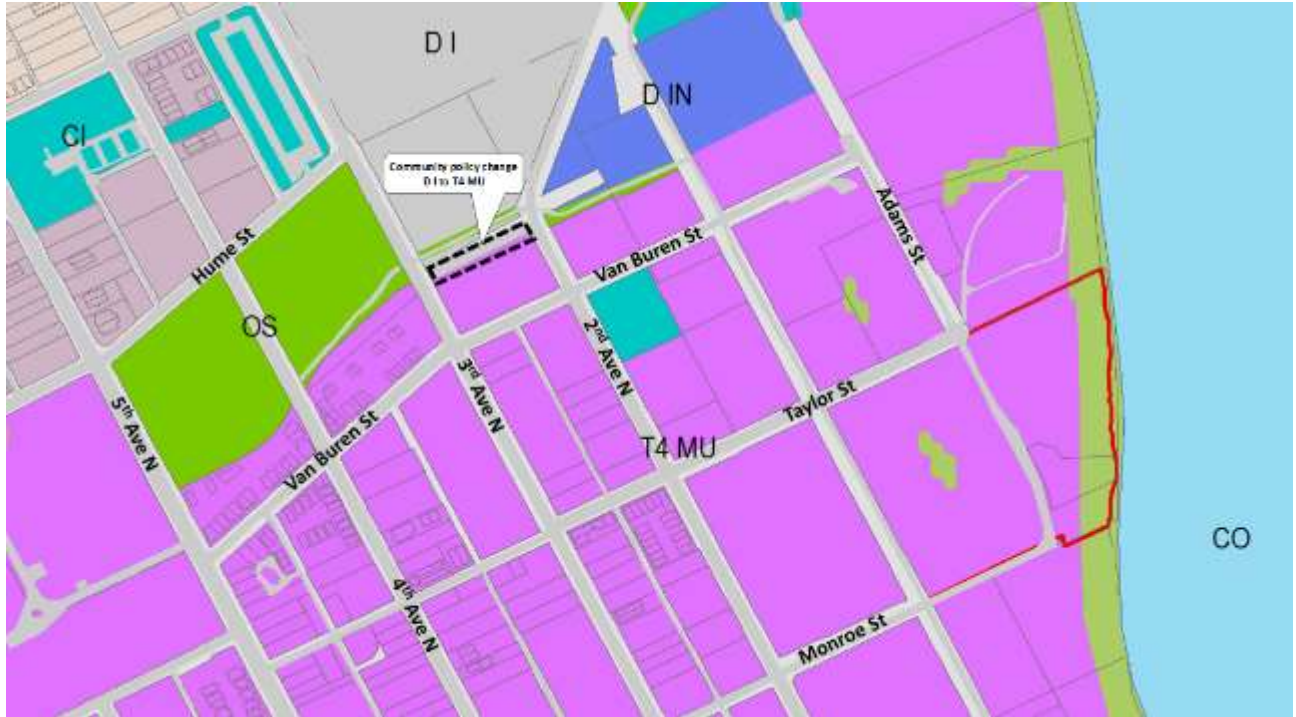 D I
D IN
CI
Community policy change
D I to T4 MU
Adams St
Hume St
Van Buren St
OS
2nd Ave N
3rd Ave N
5th Ave N
Taylor St
Van Buren St
T4 MU
CO
4th Ave N
Monroe St